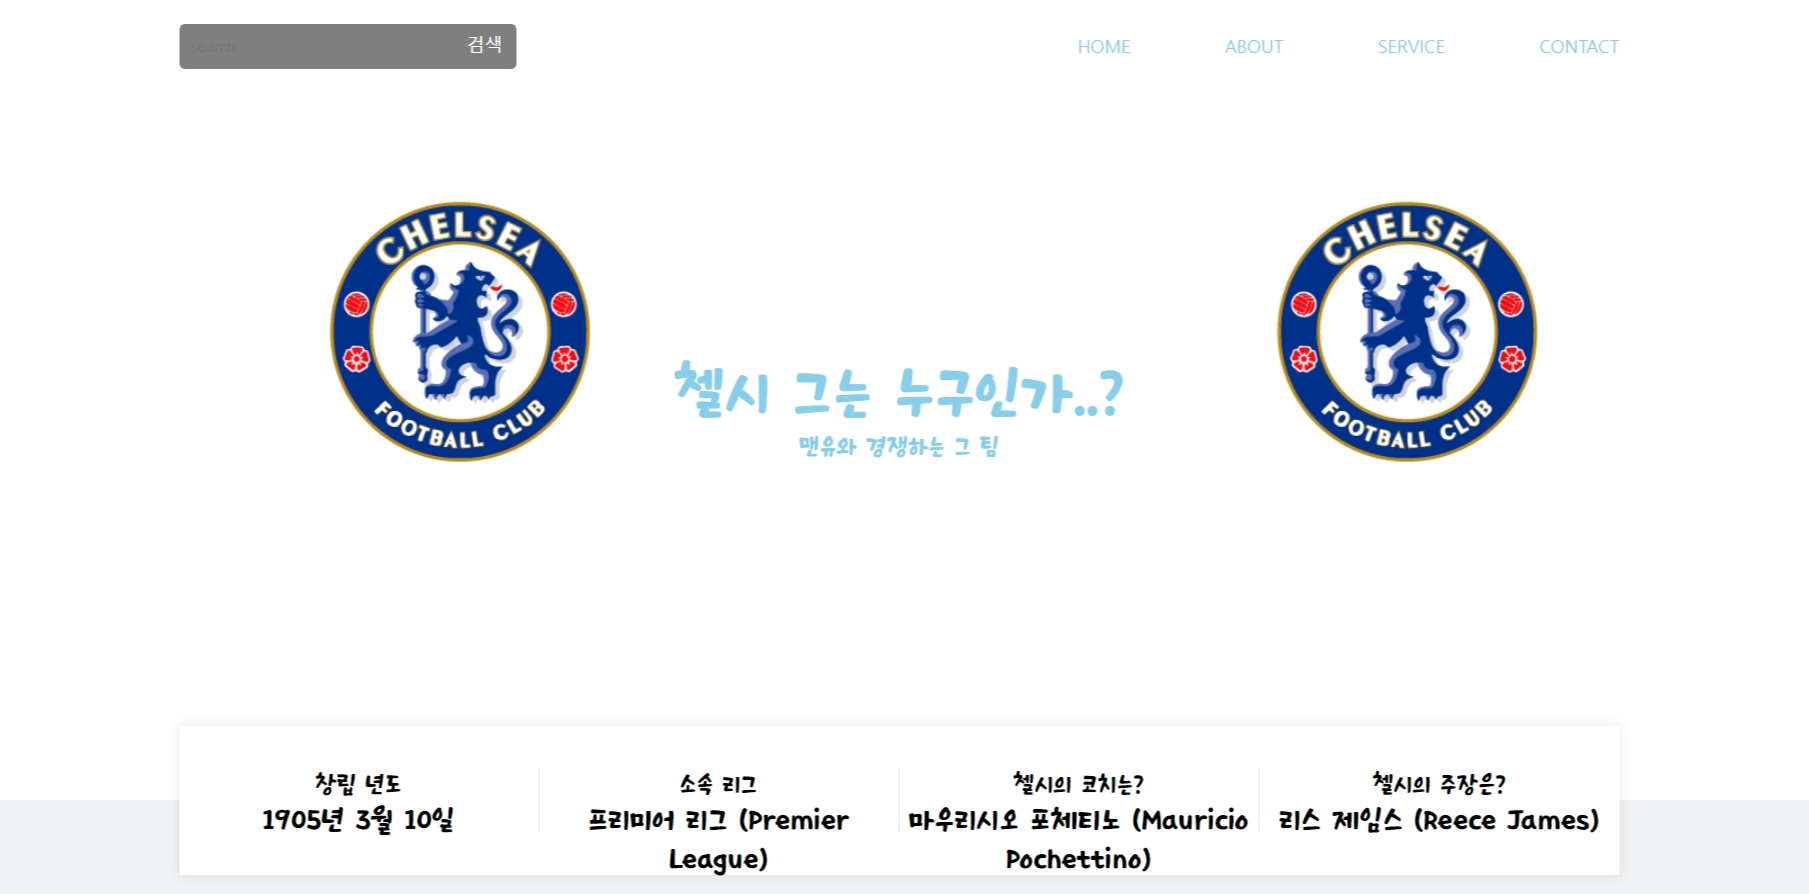 search 검색 HOME ABOUT SERVICE CONTACT
CHELSEA
FOOTBALL CLUB
CHELSEA
FOOTBALL CLUB
첼시 그는 누구인가..?
맨유와 경쟁하는 그 팀
창립 년도
1905년 3월 10일
소속 리그
프리미어 리그 (Premier
League)
첼시의 코치는?
마우리시오 포체티노 (Mauricio
Pochettino)
첼시의 주장은?
리스 제임스 (Reece James)